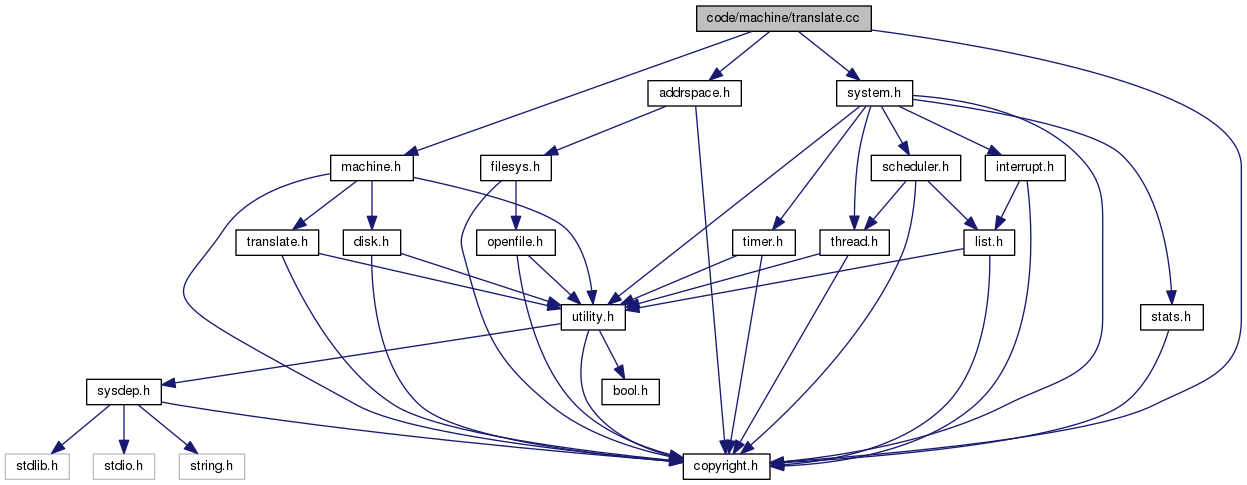 code/machine/translate.cc
addrspace.h
system.h
machine.h
filesys.h
scheduler.h
interrupt.h
translate.h
disk.h
openfile.h
timer.h
thread.h
list.h
utility.h
stats.h
sysdep.h
bool.h
stdlib.h
stdio.h
string.h
copyright.h